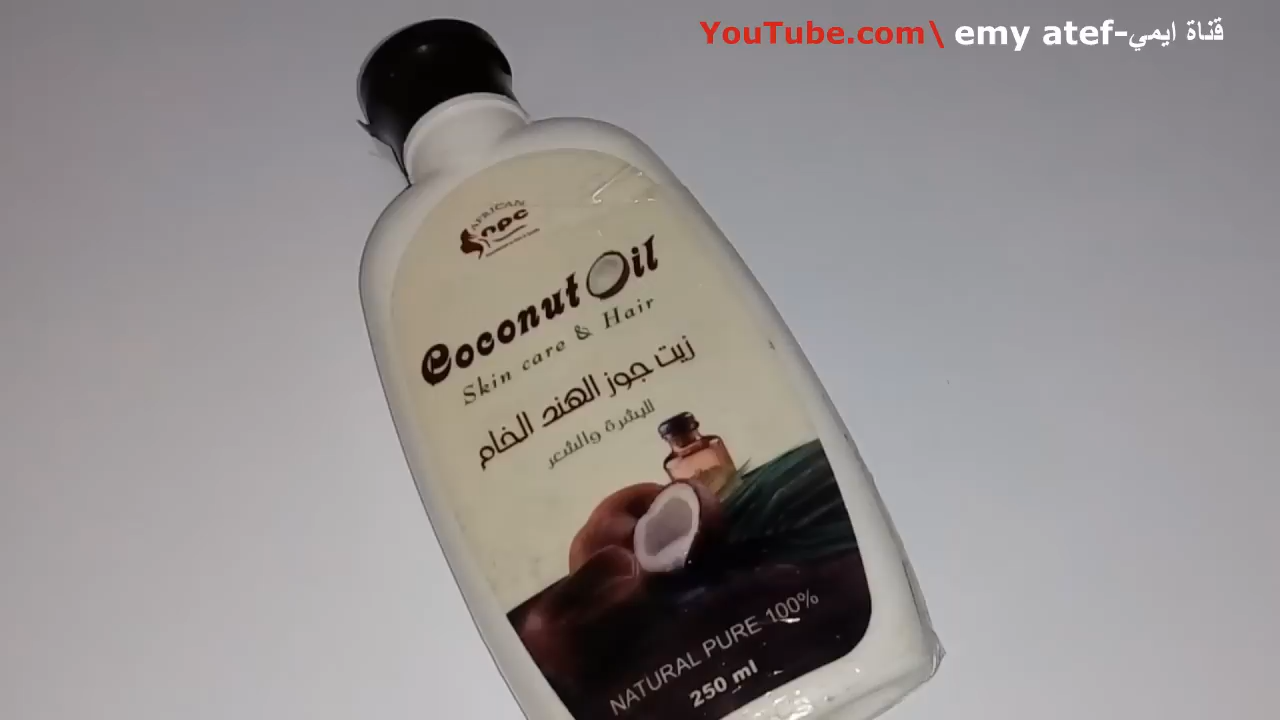 YouTube.com\ emy atef-قناة ايمي
AFRICAN
npc
Coconut Oil
Skin care & Hair
زيت جوز الهند الخام
للبشرة والشعر
NATURAL PURE 100%
250 ml